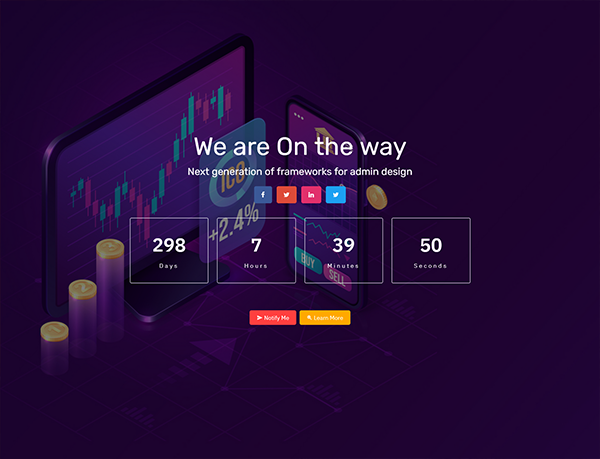 We are On the way
Next generation of frameworks for admin design
ICO
+2.4%
298 7 39 50
Days Hours Minutes Seconds
BUY
SELL
Notify Me Learn More